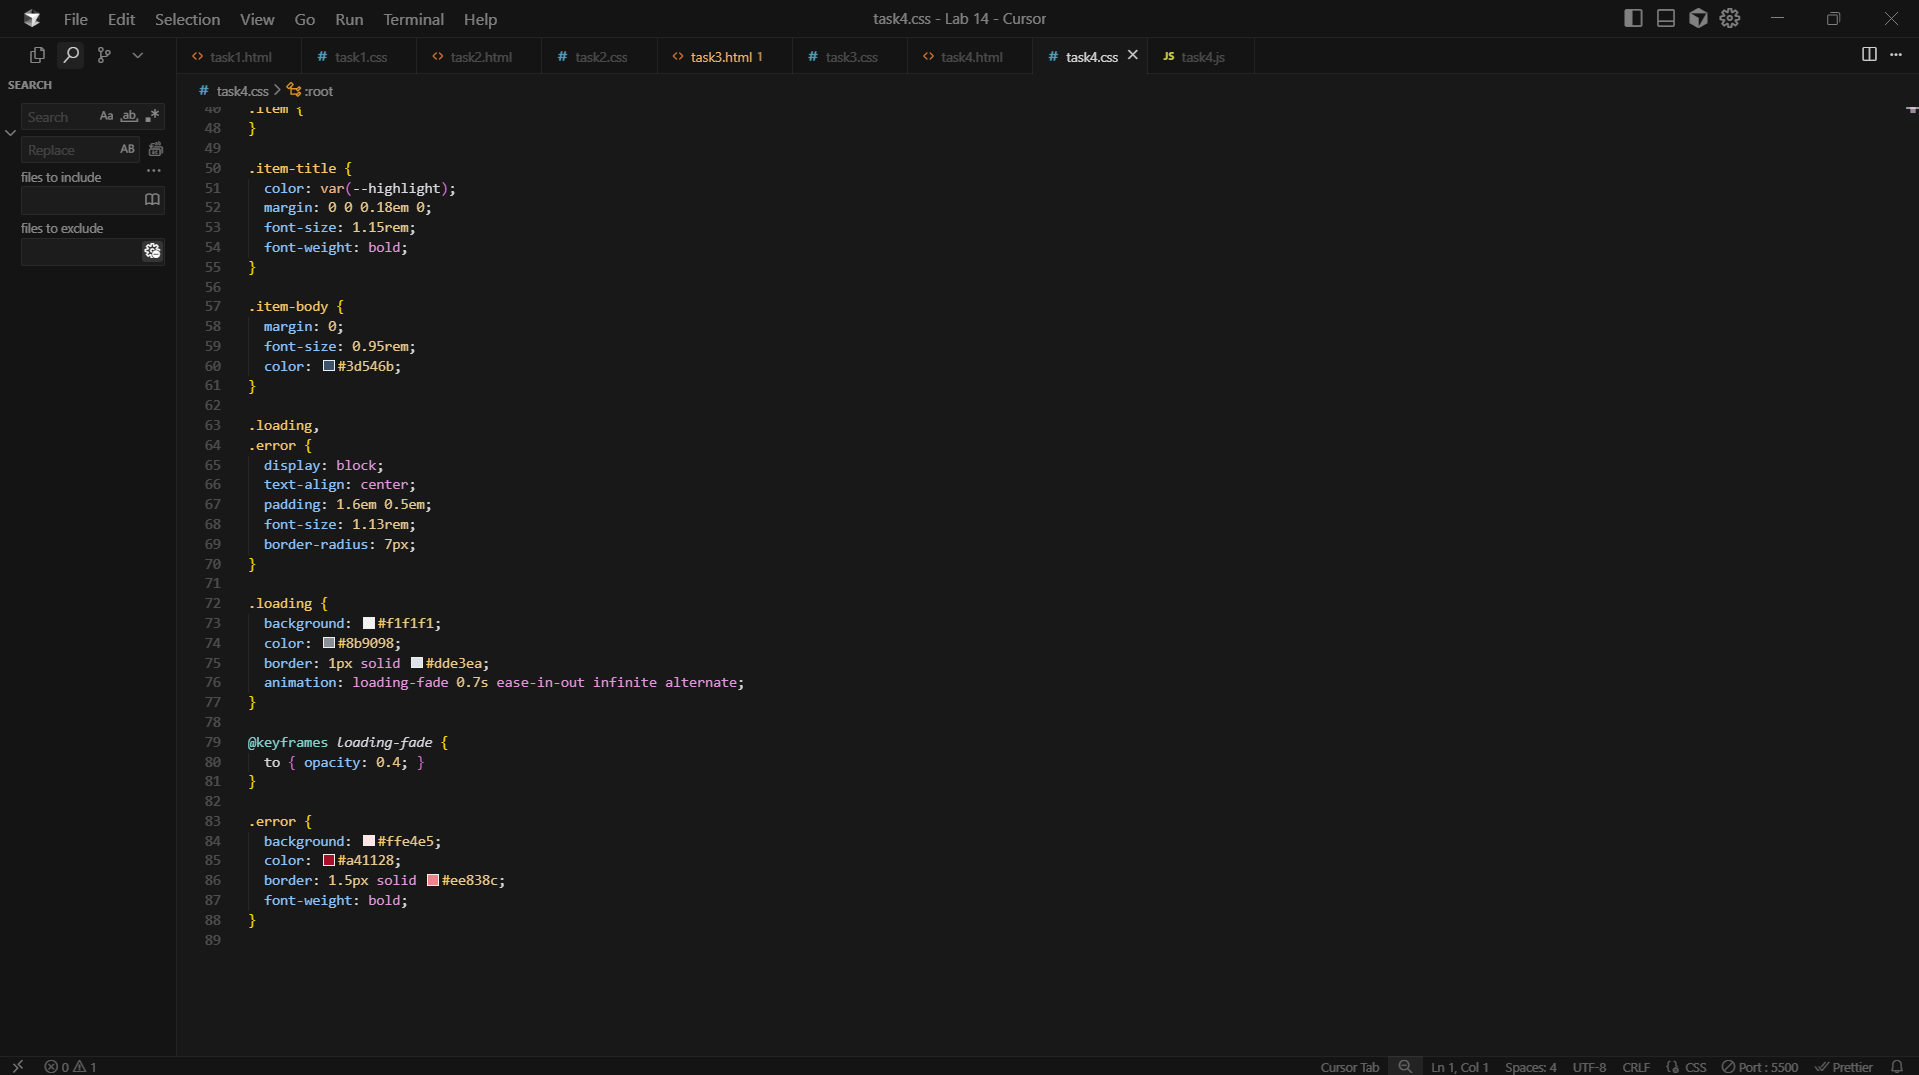 File Edit Selection View Go Run Terminal Help
task4.css - Lab 14 - Cursor
task1.html
# task1.css
task2.html
# task2.css
task3.html 1
# task3.css
task4.html
# task4.css
JS task4.js
SEARCH
Search Aa ab
Replace AB
files to include
files to exclude
# task4.css > :root
.item {
48 }
49
50 .item-title {
51 color: var(--highlight);
52 margin: 0 0 0.18em 0;
53 font-size: 1.15rem;
54 font-weight: bold;
55 }
56
57 .item-body {
58 margin: 0;
59 font-size: 0.95rem;
60 color: #3d546b;
61 }
62
63 .loading,
64 .error {
65 display: block;
66 text-align: center;
67 padding: 1.6em 0.5em;
68 font-size: 1.13rem;
69 border-radius: 7px;
70 }
71
72 .loading {
73 background: #f1f1f1;
74 color: #8b9098;
75 border: 1px solid #dde3ea;
76 animation: loading-fade 0.7s ease-in-out infinite alternate;
77 }
78
79 @keyframes loading-fade {
80 to { opacity: 0.4; }
81 }
82
83 .error {
84 background: #ffe4e5;
85 color: #a41128;
86 border: 1.5px solid #ee838c;
87 font-weight: bold;
88 }
89
0 1
Cursor Tab
Ln 1, Col 1
Spaces: 4
UTF-8
CRLF
{} CSS
Port : 5500
Prettier